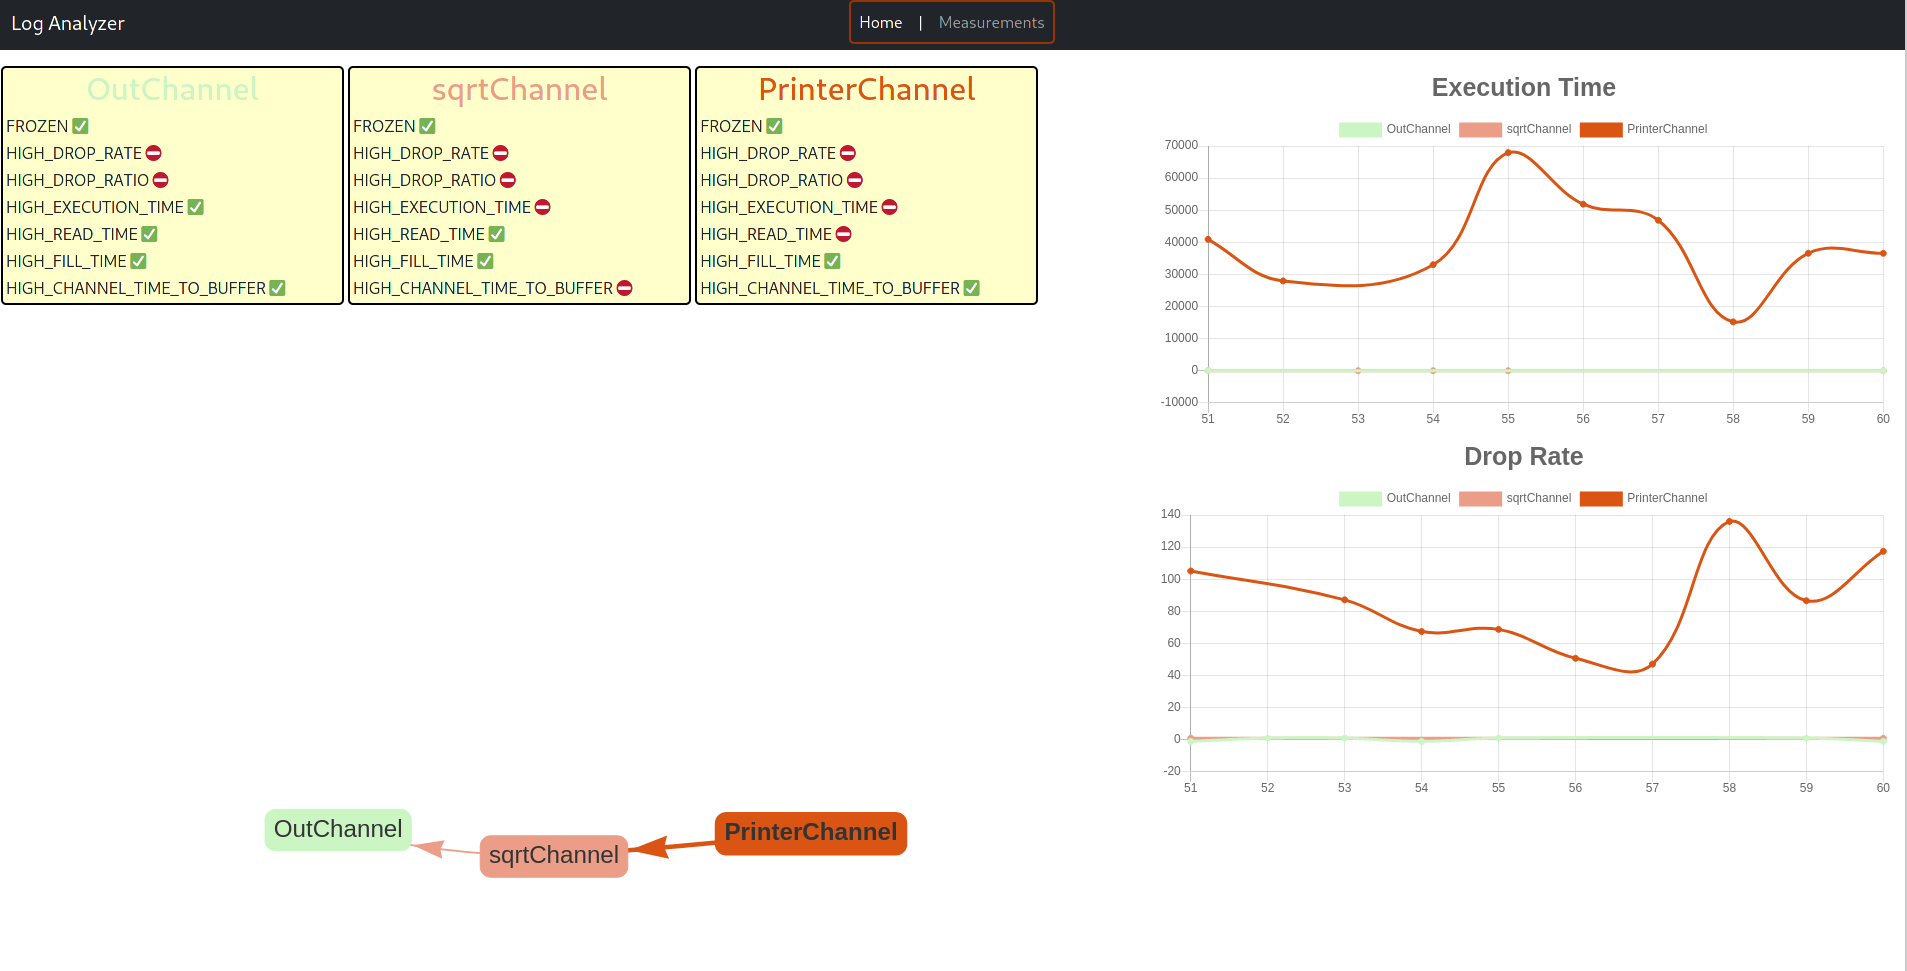 Log Analyzer
Home | Measurements
OutChannel
FROZEN ✅
HIGH_DROP_RATE ⛔
HIGH_DROP_RATIO ⛔
HIGH_EXECUTION_TIME ✅
HIGH_READ_TIME ✅
HIGH_FILL_TIME ✅
HIGH_CHANNEL_TIME_TO_BUFFER ✅
sqrtChannel
FROZEN ✅
HIGH_DROP_RATE ⛔
HIGH_DROP_RATIO ⛔
HIGH_EXECUTION_TIME ⛔
HIGH_READ_TIME ✅
HIGH_FILL_TIME ✅
HIGH_CHANNEL_TIME_TO_BUFFER ⛔
PrinterChannel
FROZEN ✅
HIGH_DROP_RATE ⛔
HIGH_DROP_RATIO ⛔
HIGH_EXECUTION_TIME ⛔
HIGH_READ_TIME ⛔
HIGH_FILL_TIME ✅
HIGH_CHANNEL_TIME_TO_BUFFER ✅
Execution Time
OutChannel sqrtChannel PrinterChannel
70000
60000
50000
40000
30000
20000
10000
0
-10000
51 52 53 54 55 56 57 58 59 60
Drop Rate
OutChannel sqrtChannel PrinterChannel
140
120
100
80
60
40
20
0
-20
51 52 53 54 55 56 57 58 59 60
OutChannel
sqrtChannel
PrinterChannel